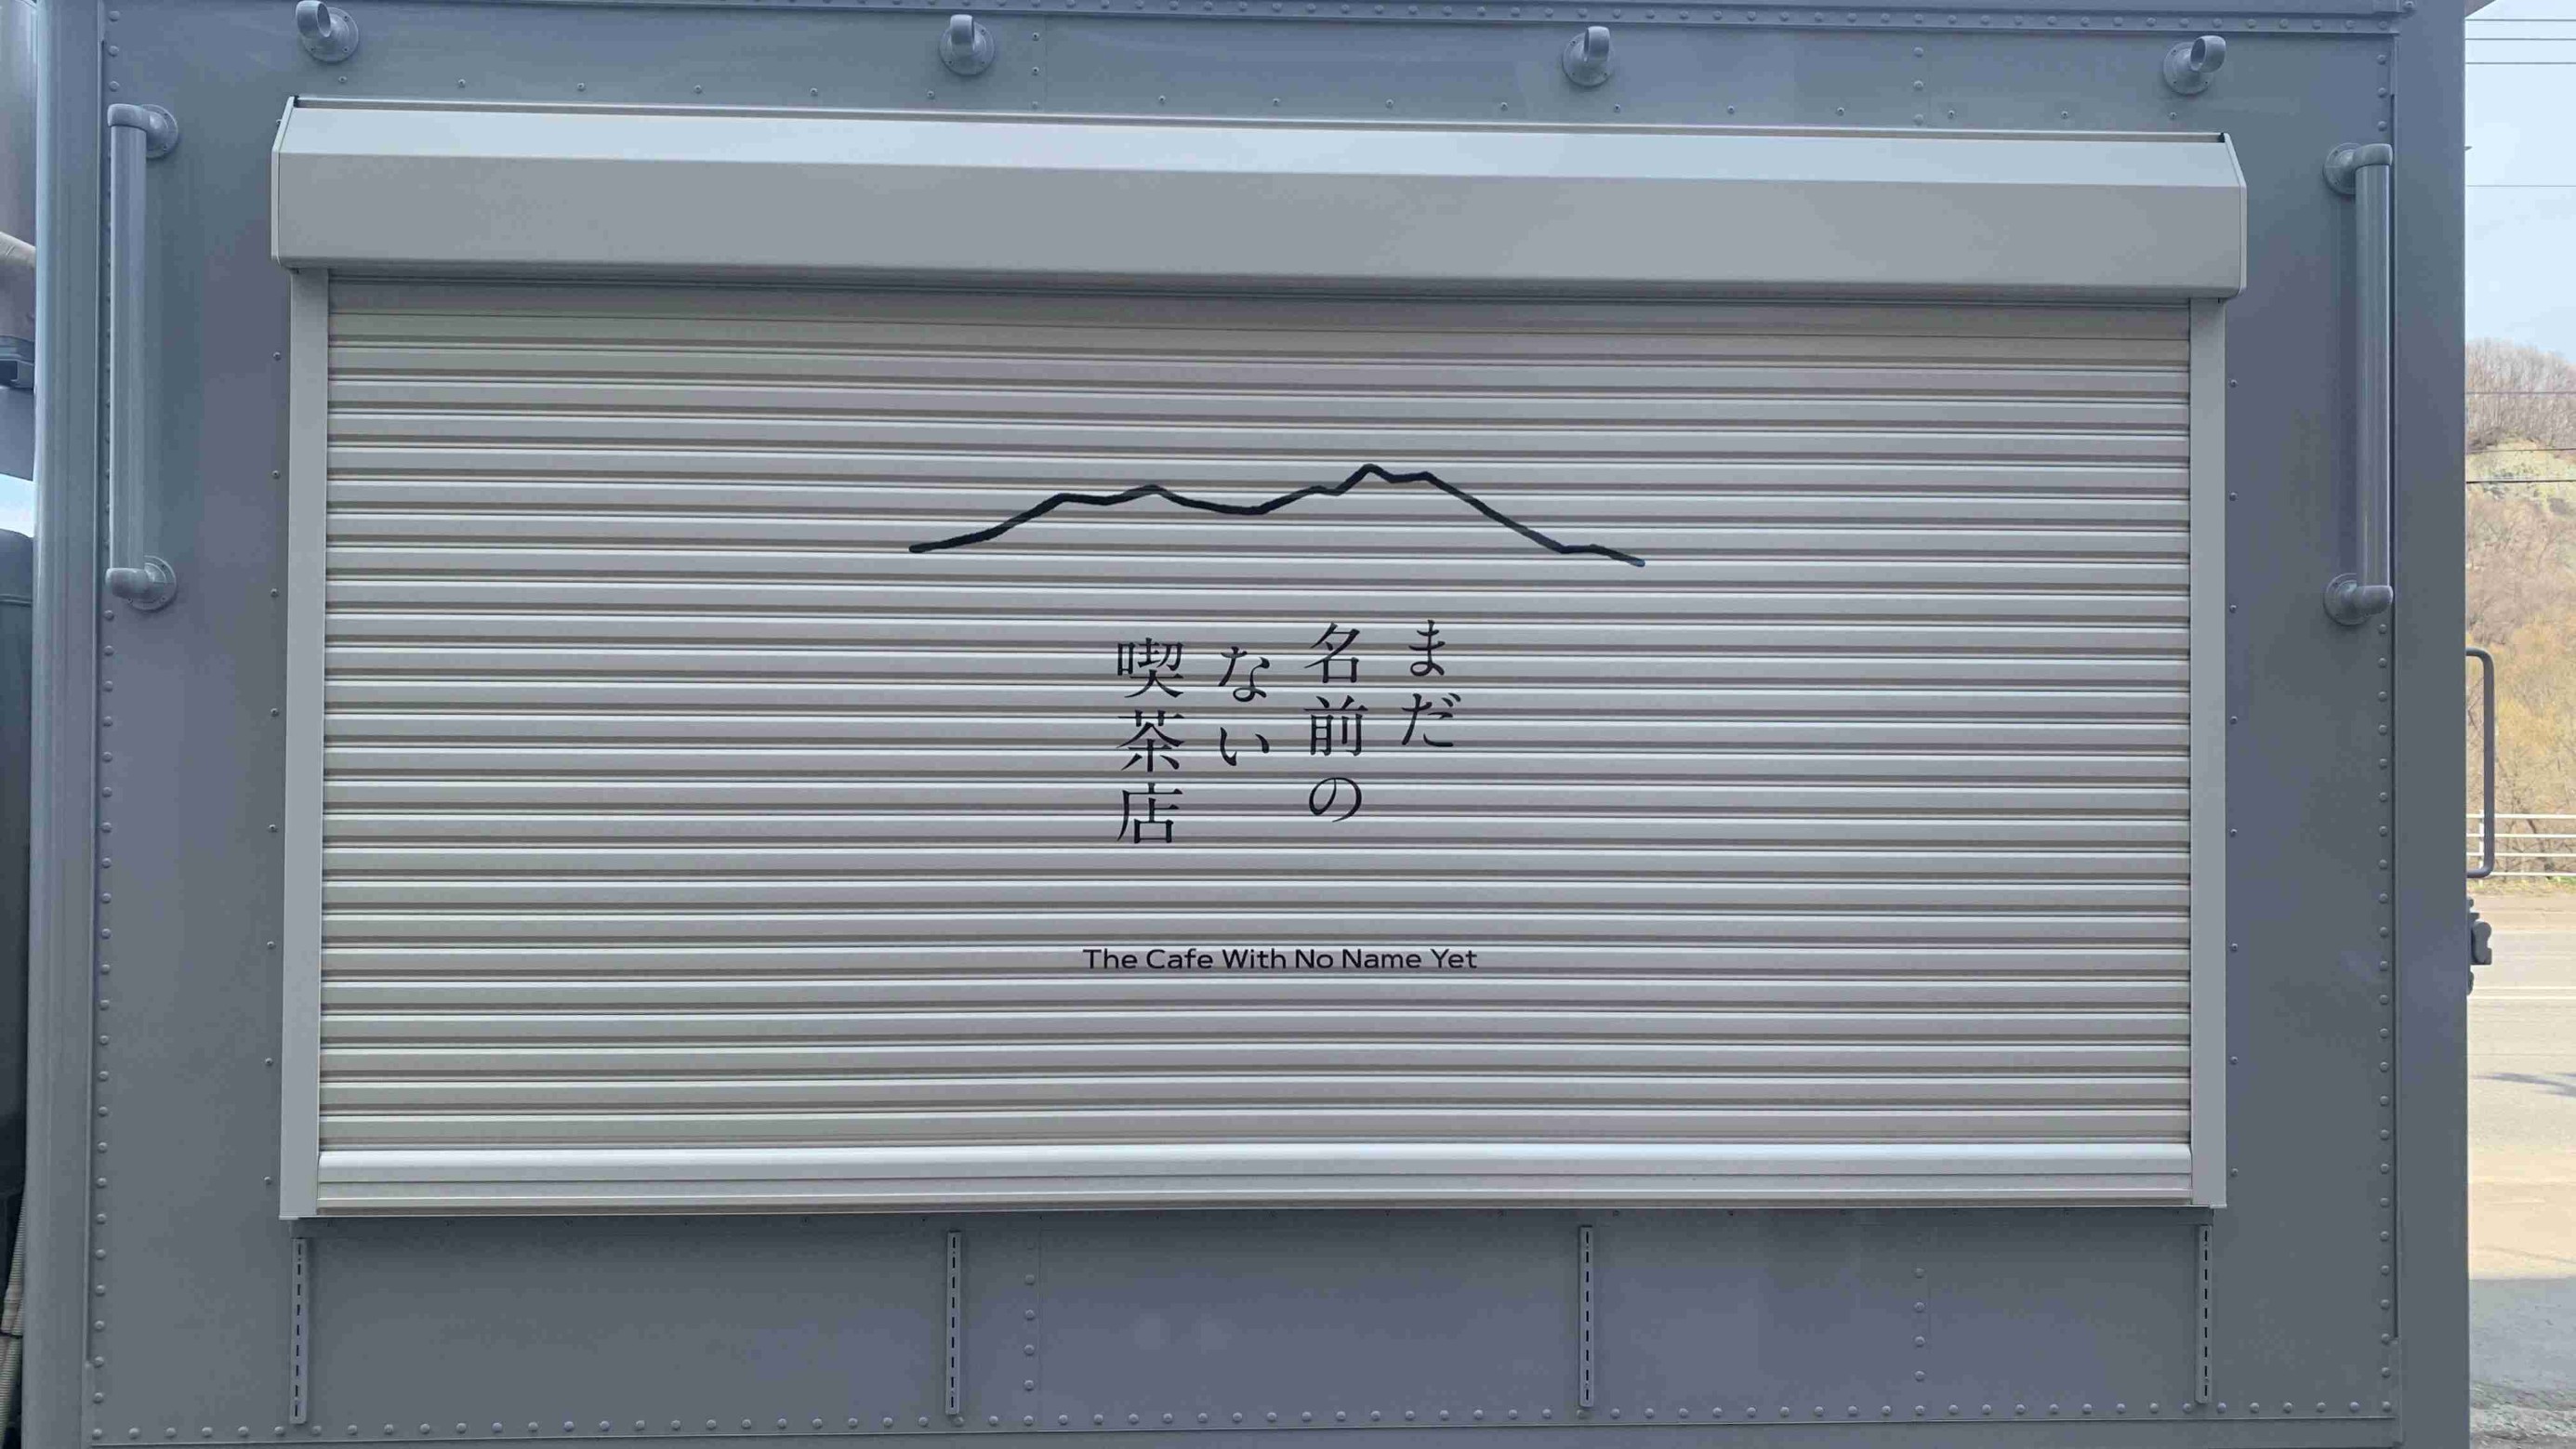 まだ
名前の
ない
喫茶店
The Cafe With No Name Yet